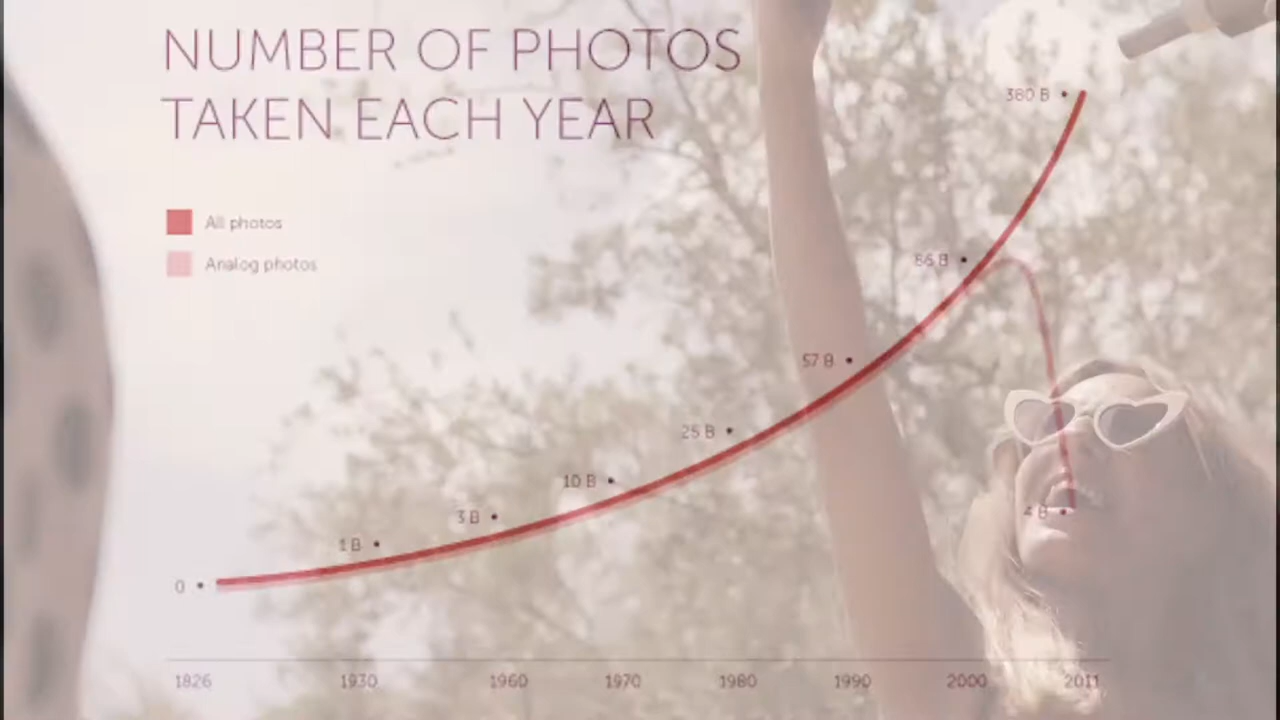 NUMBER OF PHOTOS
TAKEN EACH YEAR
All photos
Analog photos
380 B
86 B
57 B
25 B
10 B
3 B
4 B
1 B
0
1826 1930 1960 1970 1980 1990 2000 2011